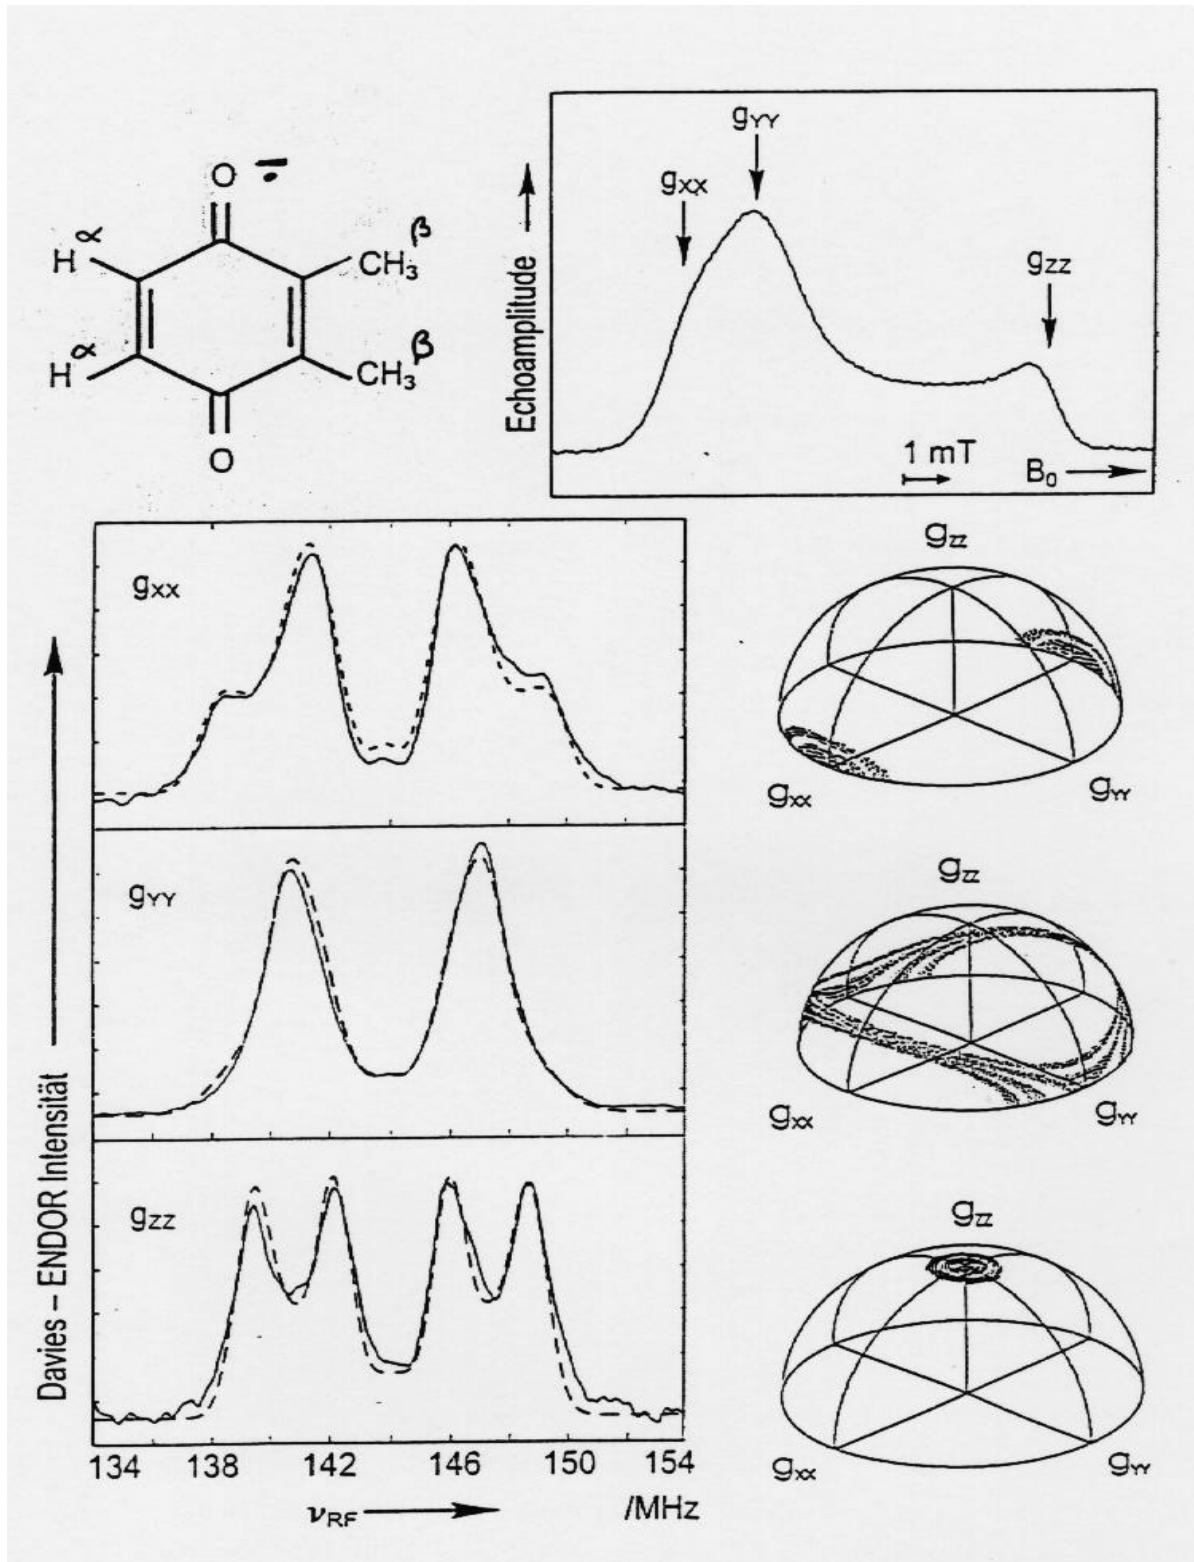 O •−
H α
CH₃ β
H α
CH₃ β
O
Echoamplitude
gXX
gYY
gZZ
1 mT
B₀
gXX
gYY
gZZ
Davies – ENDOR Intensität
134 138 142 146 150 154
νRF /MHz
gZZ
gXX
gYY
gZZ
gXX
gYY
gZZ
gXX
gYY